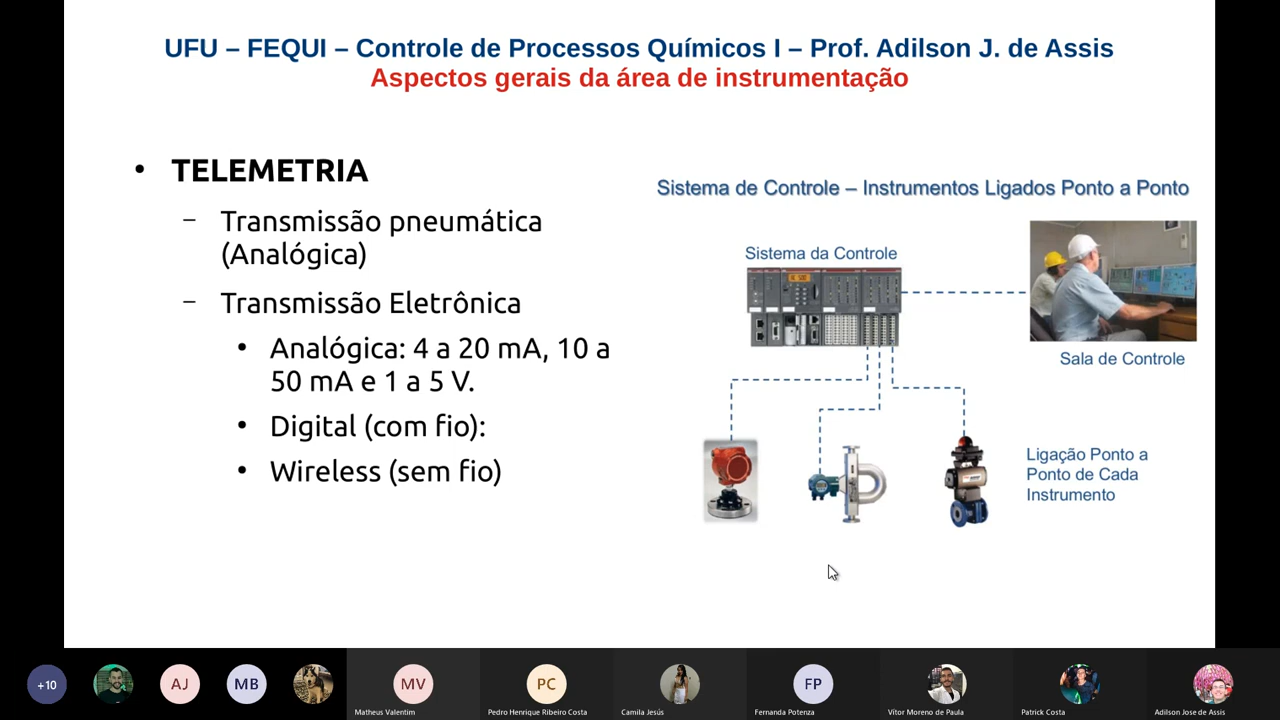 UFU – FEQUI – Controle de Processos Químicos I – Prof. Adilson J. de Assis
Aspectos gerais da área de instrumentação
• TELEMETRIA
– Transmissão pneumática
(Analógica)
– Transmissão Eletrônica
• Analógica: 4 a 20 mA, 10 a
50 mA e 1 a 5 V.
• Digital (com fio):
• Wireless (sem fio)
Sistema de Controle – Instrumentos Ligados Ponto a Ponto
Sistema da Controle
Sala de Controle
Ligação Ponto a
Ponto de Cada
Instrumento
+10
AJ
MB
MV
Matheus Valentim
PC
Pedro Henrique Ribeiro Costa
Camila Jesús
FP
Fernanda Potenza
Vítor Moreno de Paula
Patrick Costa
Adilson Jose de Assis